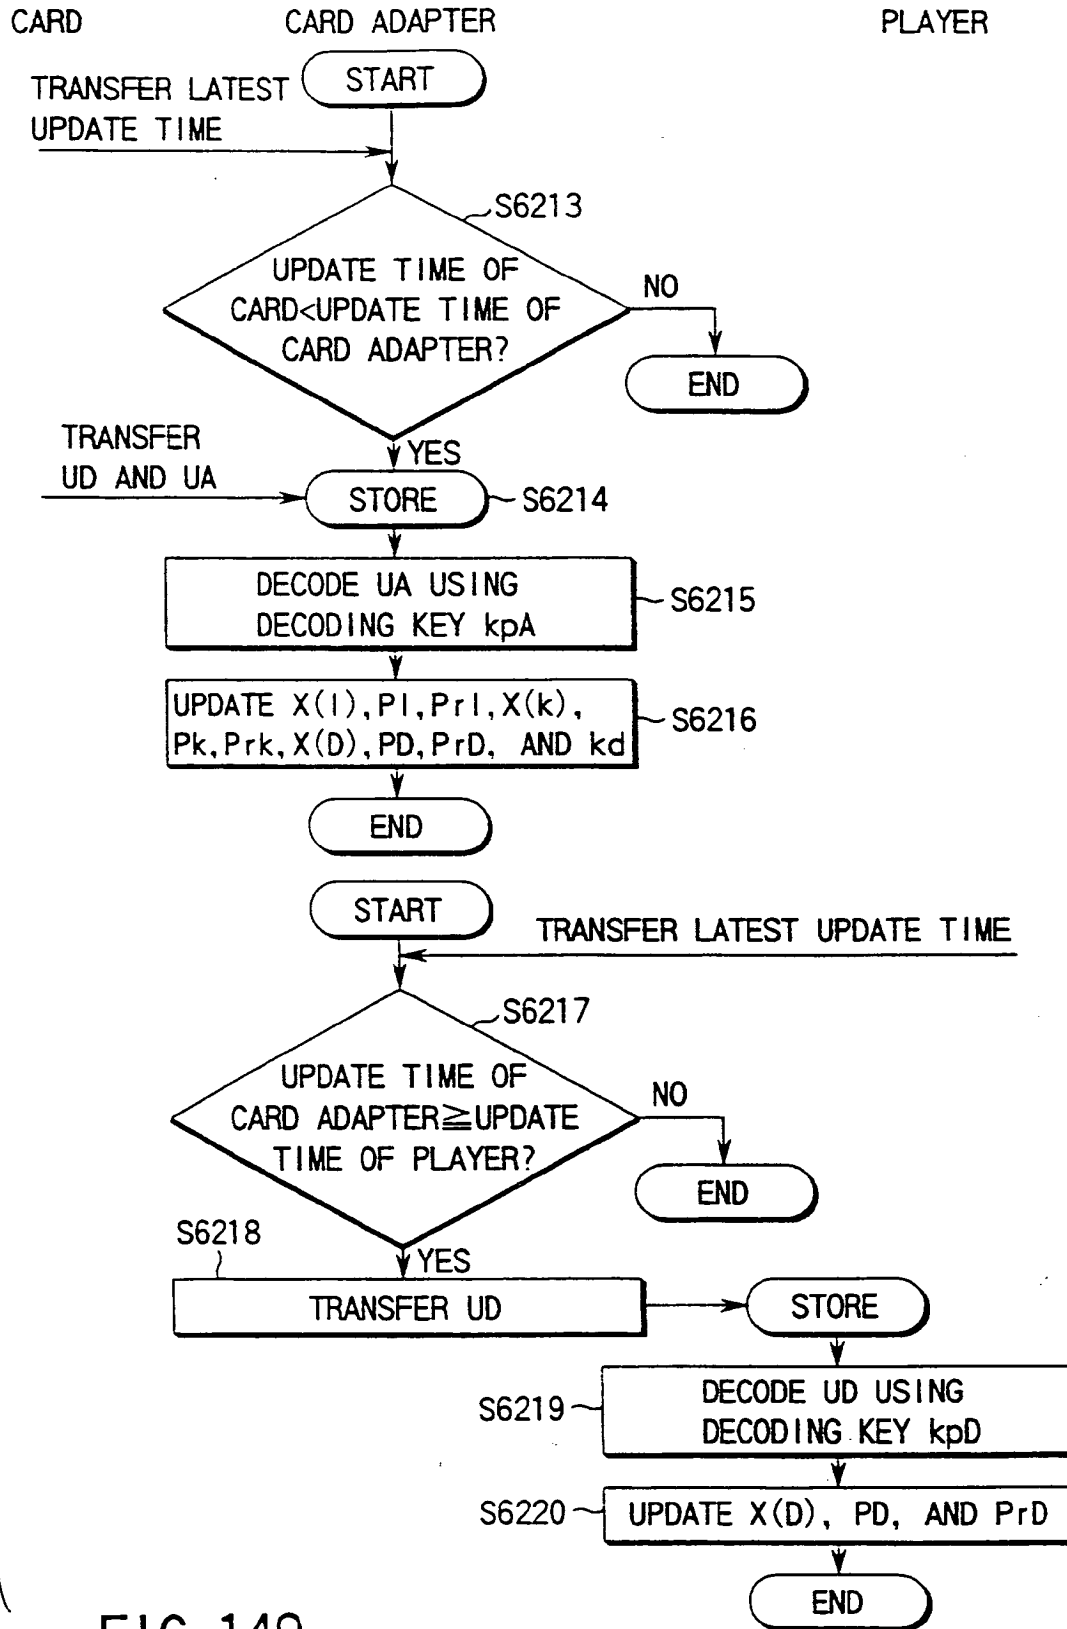 CARD
CARD ADAPTER
PLAYER
START
TRANSFER LATEST
UPDATE TIME
S6213
UPDATE TIME OF
CARD<UPDATE TIME OF
CARD ADAPTER?
NO
END
YES
TRANSFER
UD AND UA
STORE
S6214
DECODE UA USING
DECODING KEY kpA
S6215
UPDATE X(I),PI,PrI,X(k),
Pk,Prk,X(D),PD,PrD, AND kd
S6216
END
START
TRANSFER LATEST UPDATE TIME
S6217
UPDATE TIME OF
CARD ADAPTER≧UPDATE
TIME OF PLAYER?
NO
END
S6218
YES
TRANSFER UD
STORE
S6219
DECODE UD USING
DECODING KEY kpD
S6220
UPDATE X(D), PD, AND PrD
END